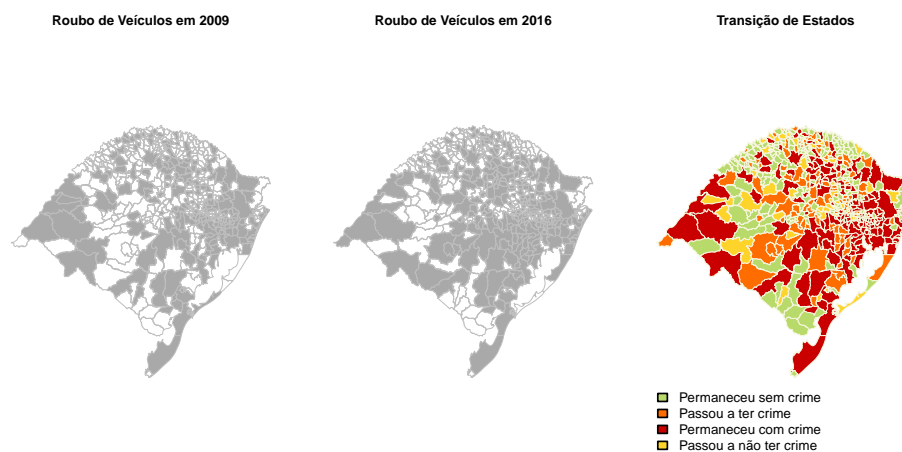 Roubo de Veículos em 2009
Roubo de Veículos em 2016
Transição de Estados
Permaneceu sem crime
Passou a ter crime
Permaneceu com crime
Passou a não ter crime